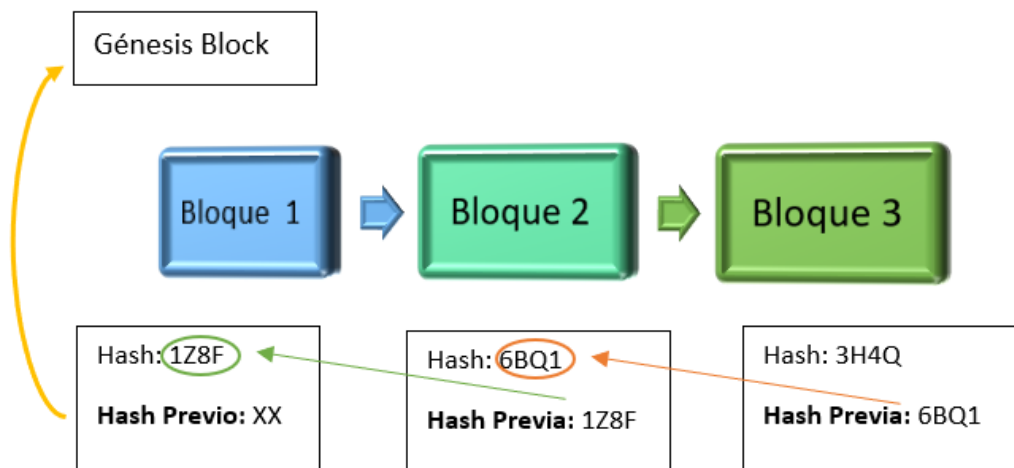 Génesis Block
Bloque 1
Bloque 2
Bloque 3
Hash: 1Z8F
Hash Previo: XX
Hash: 6BQ1
Hash Previa: 1Z8F
Hash: 3H4Q
Hash Previa: 6BQ1